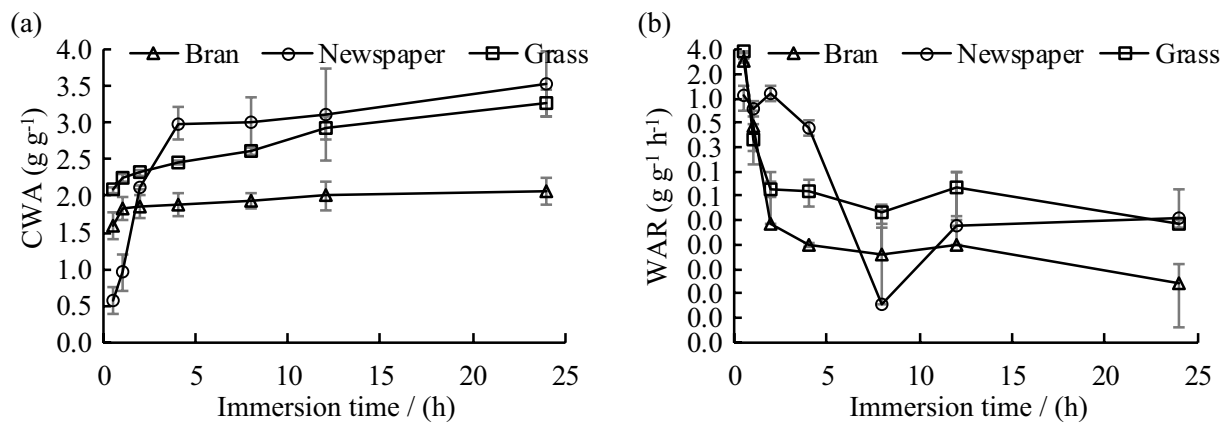 (a)
Bran Newspaper Grass
4.0
3.5
3.0
2.5
2.0
1.5
1.0
0.5
0.0
CWA (g g⁻¹)
0 5 10 15 20 25
Immersion time / (h)
(b)
Bran Newspaper Grass
4.0
2.0
1.0
0.5
0.3
0.1
0.1
0.0
0.0
0.0
0.0
0.0
0.0
WAR (g g⁻¹ h⁻¹)
0 5 10 15 20 25
Immersion time / (h)